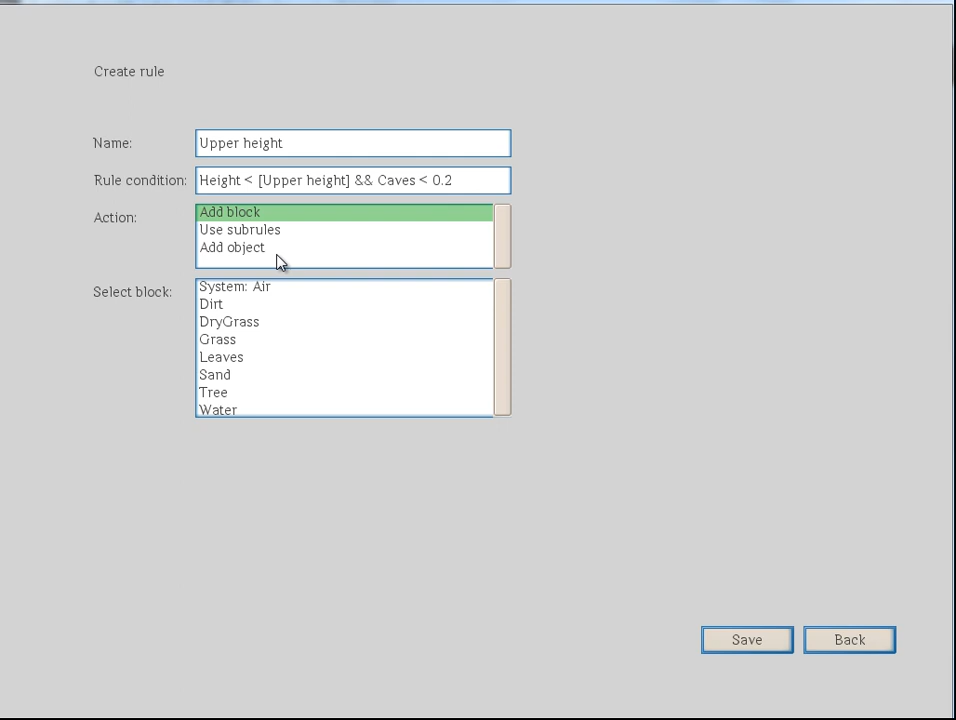 Create rule
Name: Upper height
Rule condition: Height < [Upper height] && Caves < 0.2
Action:
Add block
Use subrules
Add object
Select block:
System: Air
Dirt
DryGrass
Grass
Leaves
Sand
Tree
Water
Save Back